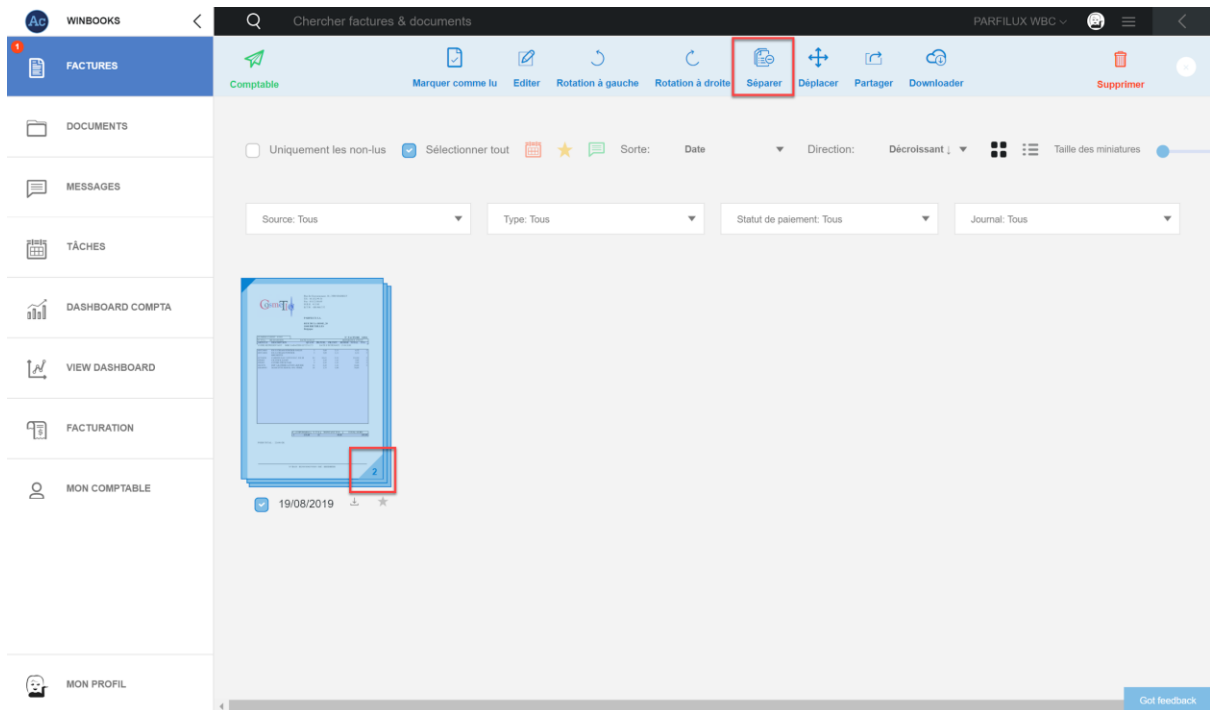 Ac WINBOOKS
Chercher factures & documents
PARFILUX WBC
1
FACTURES
DOCUMENTS
MESSAGES
TÂCHES
DASHBOARD COMPTA
VIEW DASHBOARD
FACTURATION
MON COMPTABLE
MON PROFIL
Comptable
Marquer comme lu
Editer
Rotation à gauche
Rotation à droite
Séparer
Déplacer
Partager
Downloader
Supprimer
Uniquement les non-lus
Sélectionner tout
Sorte:
Date
Direction:
Décroissant ↓
Taille des miniatures
Source: Tous
Type: Tous
Statut de paiement: Tous
Journal: Tous
2
19/08/2019
Got feedback